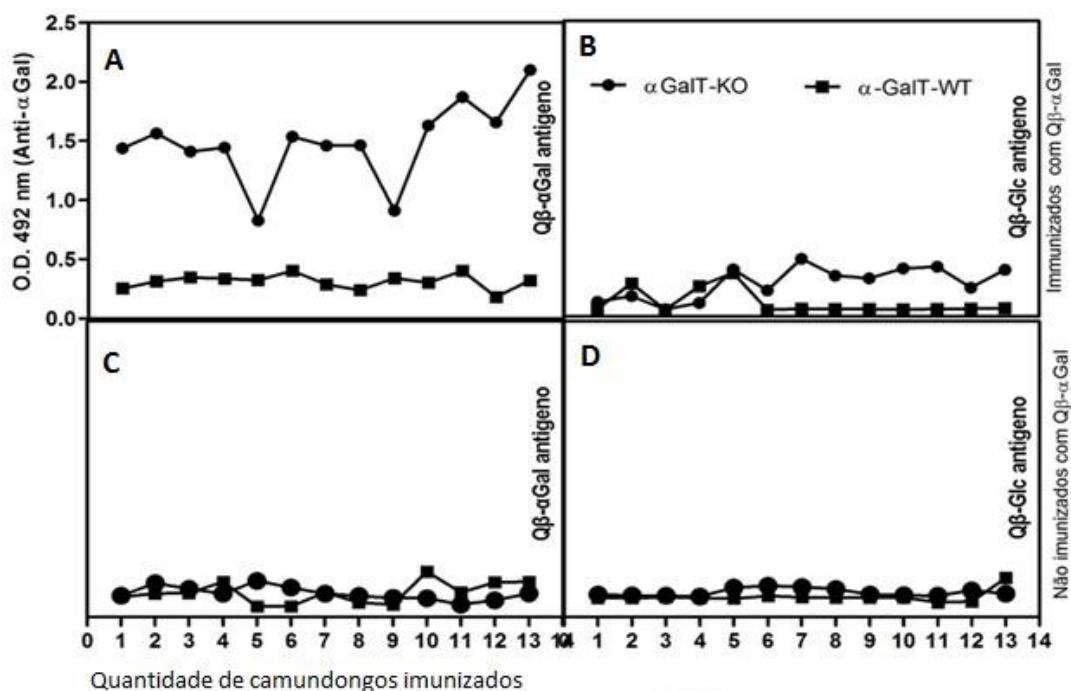 2.5
2.0
1.5
1.0
0.5
0.0
O.D. 492 nm (Anti-α Gal)
A
Qβ-αGal antigeno
B
α GalT-KO
α-GalT-WT
Qβ-Glc antigeno
Immunizados com Qβ-αGal
C
Qβ-αGal antigeno
D
Qβ-Glc antigeno
Não imunizados com Qβ-αGal
0 1 2 3 4 5 6 7 8 9 10 11 12 13
1 2 3 4 5 6 7 8 9 10 11 12 13 14
Quantidade de camundongos imunizados